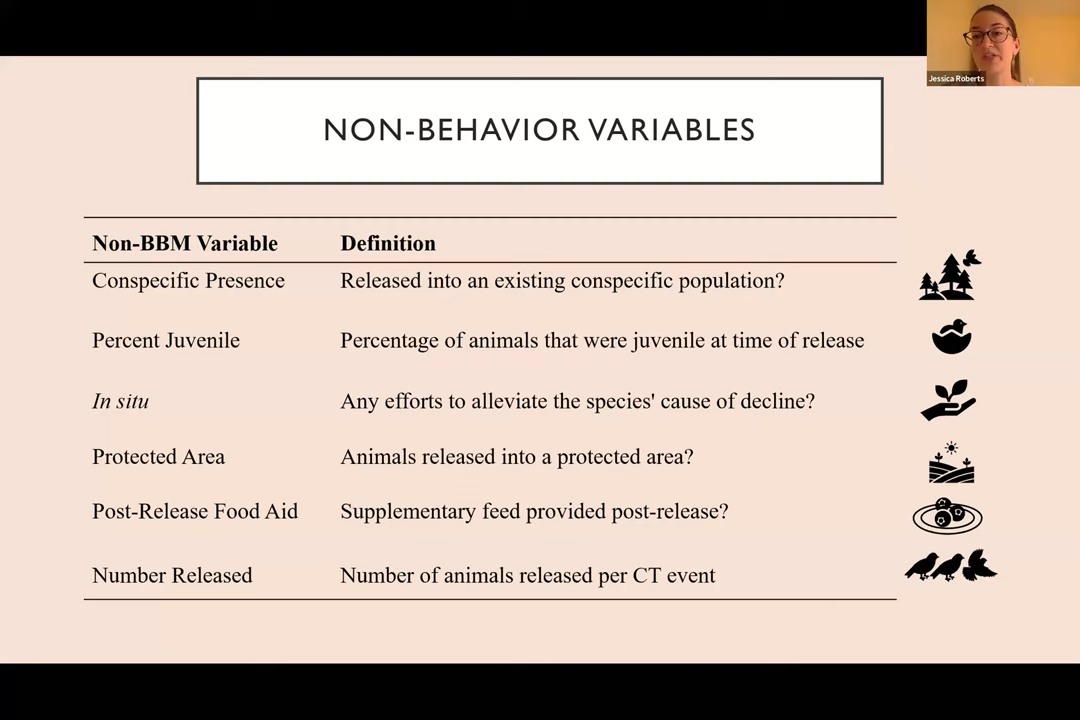 Jessica Roberts
NON-BEHAVIOR VARIABLES
Non-BBM Variable Definition
Conspecific Presence Released into an existing conspecific population?
Percent Juvenile Percentage of animals that were juvenile at time of release
In situ Any efforts to alleviate the species' cause of decline?
Protected Area Animals released into a protected area?
Post-Release Food Aid Supplementary feed provided post-release?
Number Released Number of animals released per CT event